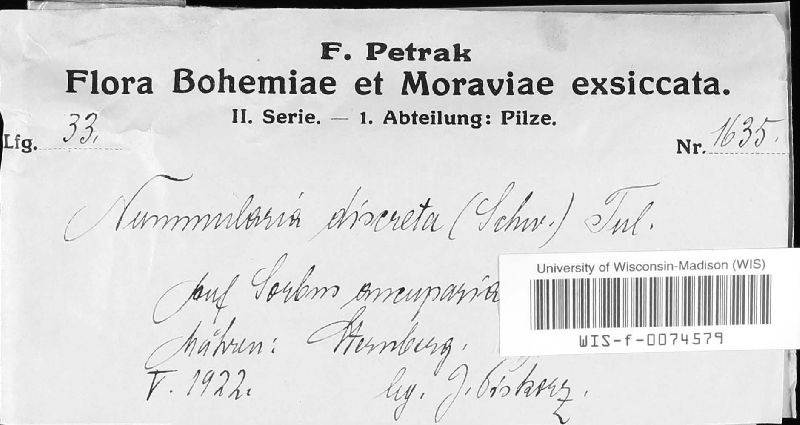 F. Petrak
Flora Bohemiae et Moraviae exsiccata.
II. Serie. — 1. Abteilung: Pilze.
Lfg. 33.
Nr. 1635.
Nummularia discreta (Schw.) Tul.
auf Sorbus aucuparia
Mähren: Sternberg.
V. 1922. leg. J. Piskorz.
University of Wisconsin-Madison (WIS)
WIS-f-0074579